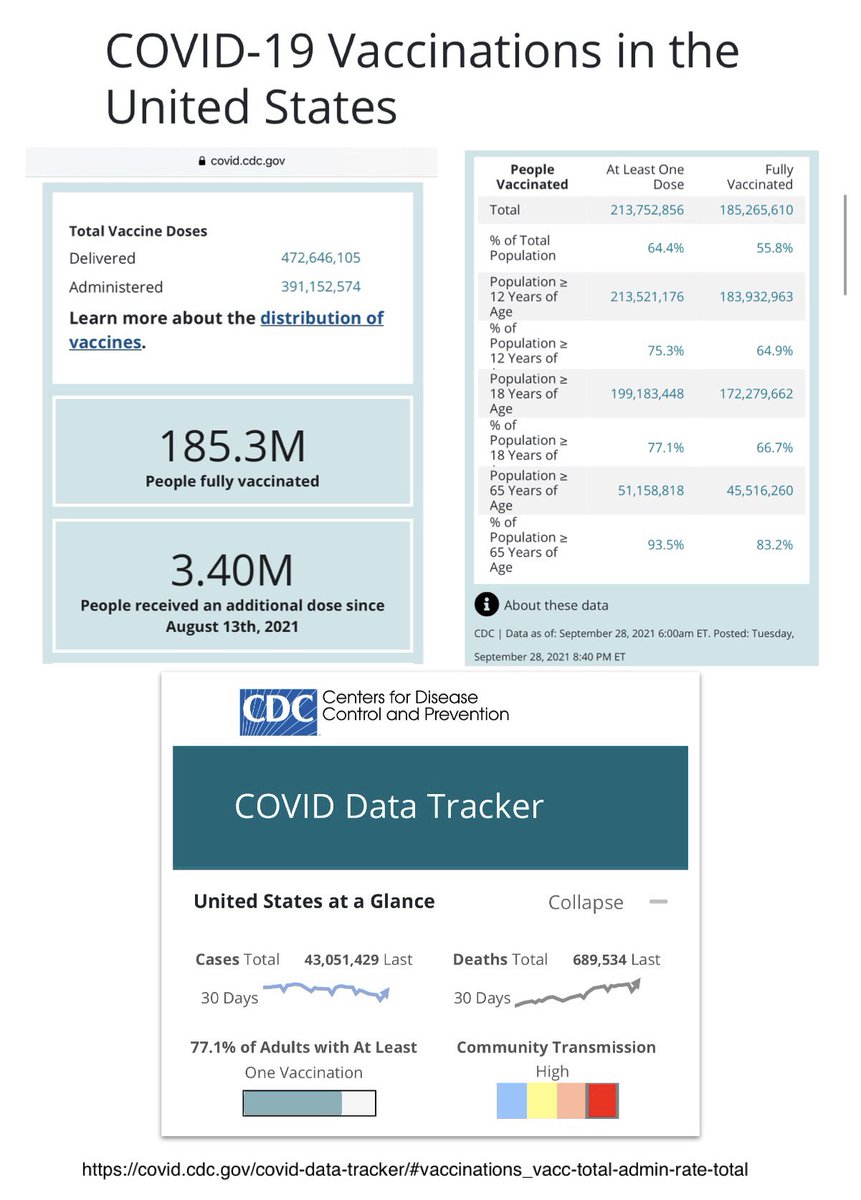 COVID-19 Vaccinations in the
United States
covid.cdc.gov
Total Vaccine Doses
Delivered 472,646,105
Administered 391,152,574
Learn more about the distribution of
vaccines.
185.3M
People fully vaccinated
3.40M
People received an additional dose since
August 13th, 2021
People At Least One Fully
Vaccinated Dose Vaccinated
Total 213,752,856 185,265,610
% of Total
Population 64.4% 55.8%
Population ≥
12 Years of 213,521,176 183,932,963
Age
% of
Population ≥ 75.3% 64.9%
12 Years of
Population ≥
18 Years of 199,183,448 172,279,662
Age
% of
Population ≥ 77.1% 66.7%
18 Years of
Population ≥
65 Years of 51,158,818 45,516,260
Age
% of
Population ≥ 93.5% 83.2%
65 Years of
Age
About these data
CDC | Data as of: September 28, 2021 6:00am ET. Posted: Tuesday,
September 28, 2021 8:40 PM ET
CDC Centers for Disease
Control and Prevention
COVID Data Tracker
United States at a Glance Collapse
Cases Total 43,051,429 Last
30 Days
Deaths Total 689,534 Last
30 Days
77.1% of Adults with At Least
One Vaccination
Community Transmission
High
https://covid.cdc.gov/covid-data-tracker/#vaccinations_vacc-total-admin-rate-total